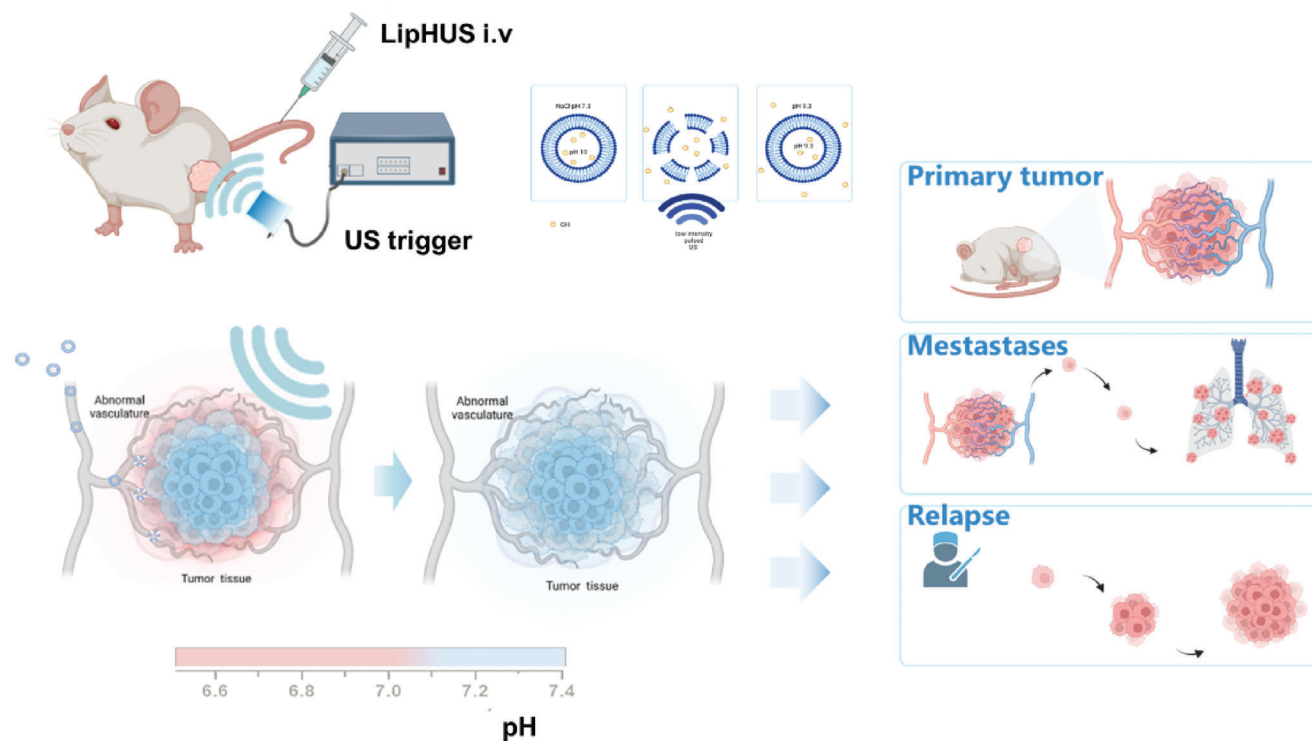 LipHUS i.v
US trigger
NaCl pH 7.3
pH 10
pH 9.3
pH 9.3
OH
low intensity
pulsed
US
Primary tumor
Mestastases
Relapse
Abnormal
vasculature
Tumor tissue
Abnormal
vasculature
Tumor tissue
6.6 6.8 7.0 7.2 7.4
pH